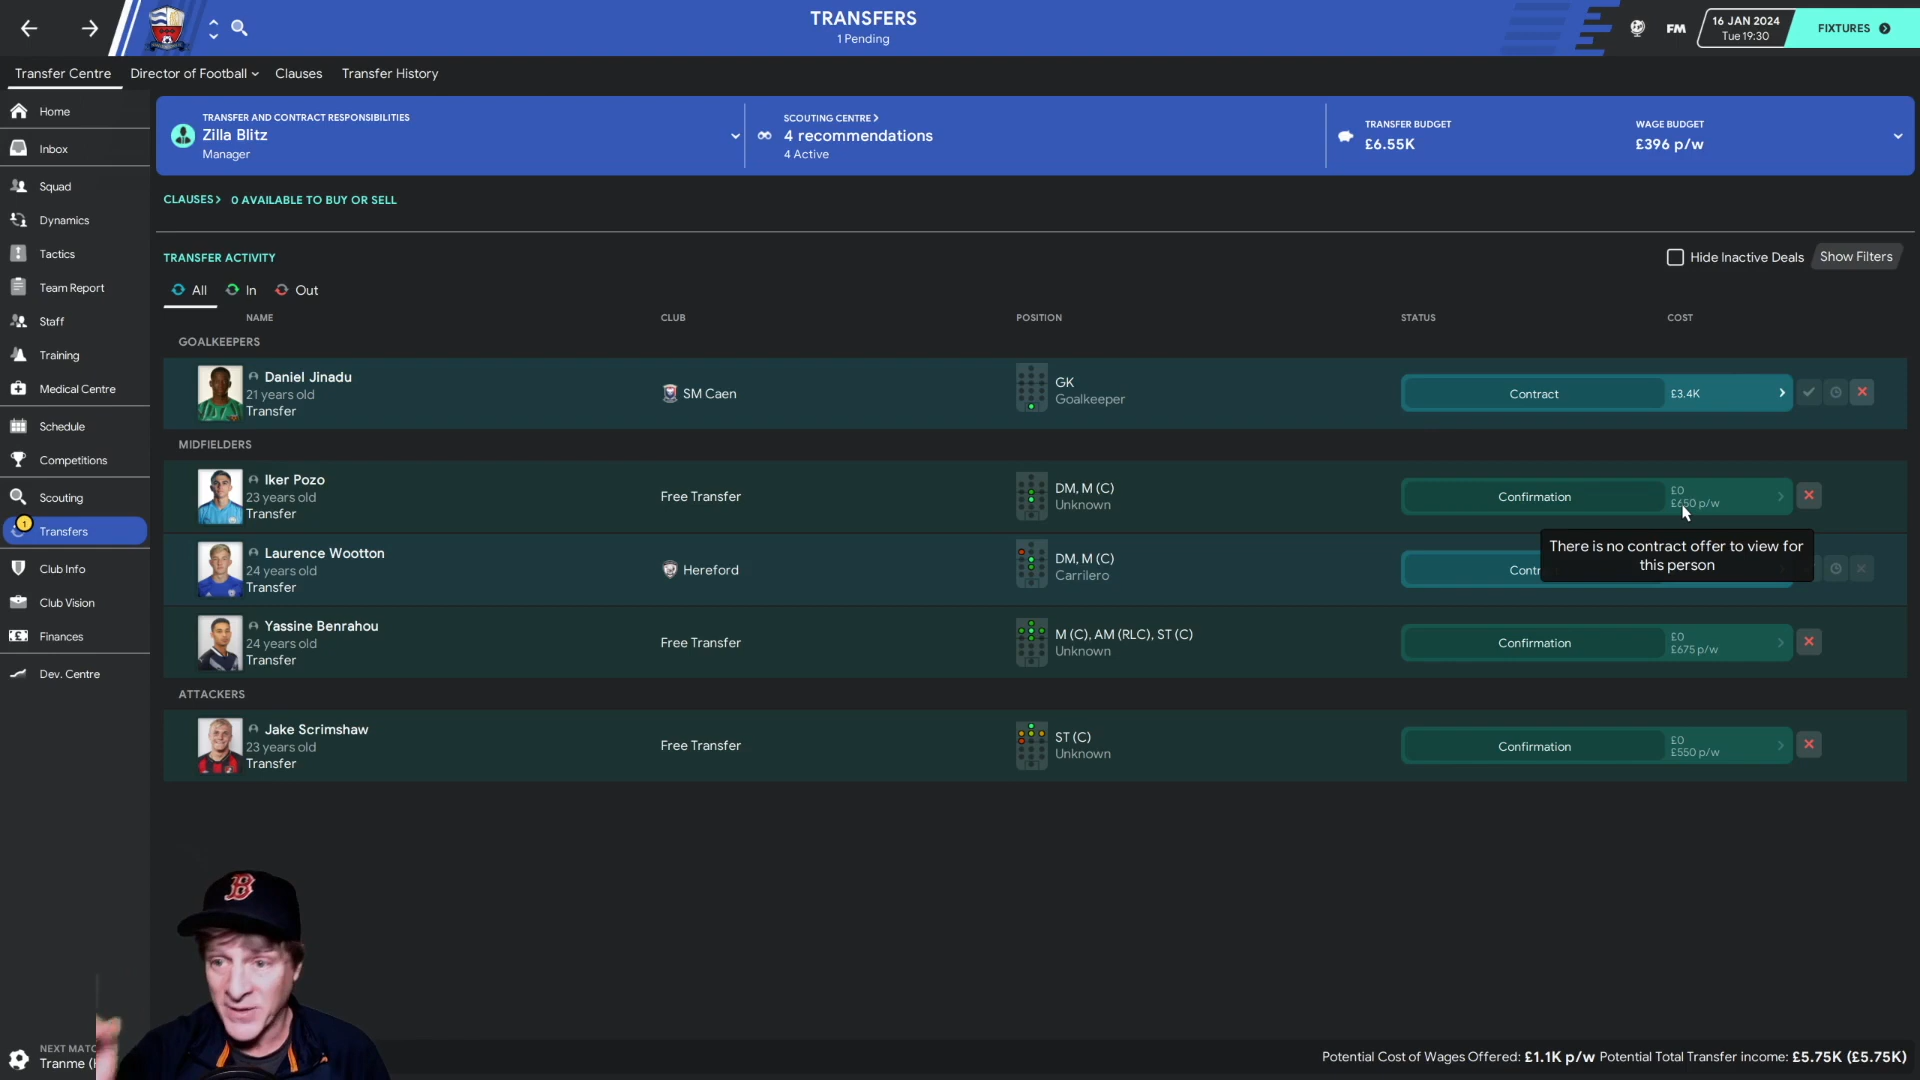 TRANSFERS
1 Pending
FM
16 JAN 2024
Tue 19:30
FIXTURES
Transfer Centre
Director of Football
Clauses
Transfer History
Home
Inbox
Squad
Dynamics
Tactics
Team Report
Staff
Training
Medical Centre
Schedule
Competitions
Scouting
1
Transfers
Club Info
Club Vision
Finances
Dev. Centre
NEXT MATC
Tranme (
TRANSFER AND CONTRACT RESPONSIBILITIES
Zilla Blitz
Manager
SCOUTING CENTRE
4 recommendations
4 Active
TRANSFER BUDGET
£6.55K
WAGE BUDGET
£396 p/w
CLAUSES
0 AVAILABLE TO BUY OR SELL
TRANSFER ACTIVITY
Hide Inactive Deals
Show Filters
All
In
Out
NAME
CLUB
POSITION
STATUS
COST
GOALKEEPERS
Daniel Jinadu
21 years old
Transfer
SM Caen
GK
Goalkeeper
Contract
£3.4K
MIDFIELDERS
Iker Pozo
23 years old
Transfer
Free Transfer
DM, M (C)
Unknown
Confirmation
£0
£650 p/w
There is no contract offer to view for
this person
Laurence Wootton
24 years old
Transfer
Hereford
DM, M (C)
Carrilero
Contr
Yassine Benrahou
24 years old
Transfer
Free Transfer
M (C), AM (RLC), ST (C)
Unknown
Confirmation
£0
£675 p/w
ATTACKERS
Jake Scrimshaw
23 years old
Transfer
Free Transfer
ST (C)
Unknown
Confirmation
£0
£550 p/w
B
Potential Cost of Wages Offered: £1.1K p/w Potential Total Transfer income: £5.75K (£5.75K)